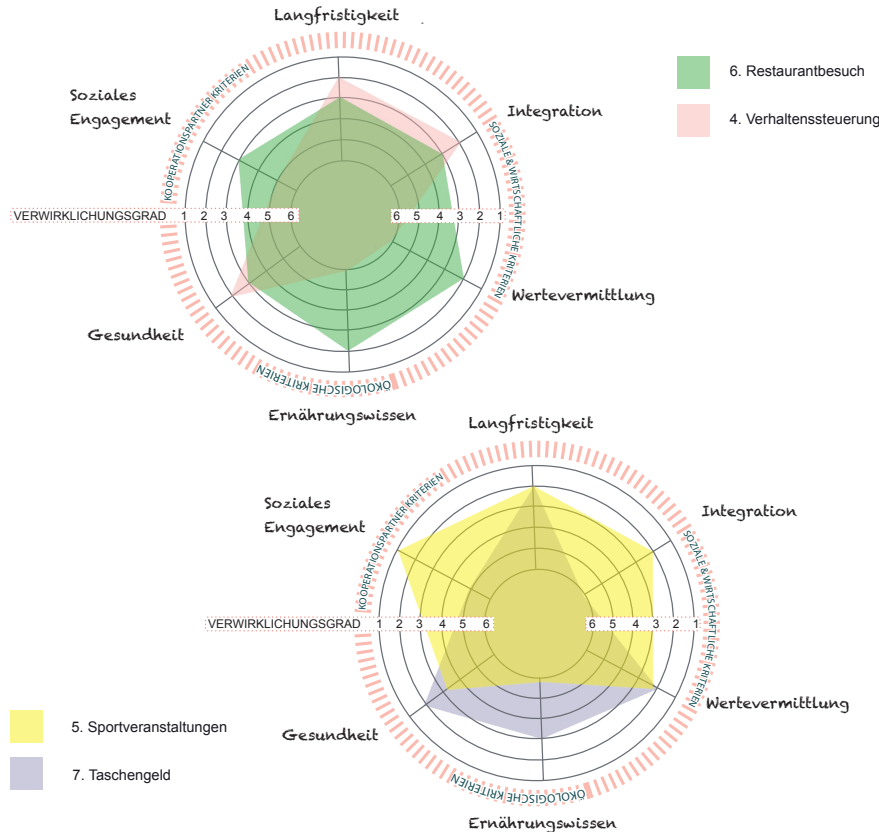 Langfristigkeit
6. Restaurantbesuch
4. Verhaltenssteuerung
Soziales
Engagement
Integration
KOOPERATIONSPARTNER KRITERIEN
SOZIALE & WIRTSCHAFTLICHE KRITERIEN
VERWIRKLICHUNGSGRAD 1 2 3 4 5 6 6 5 4 3 2 1
Wertevermittlung
Gesundheit
ÖKOLOGISCHE KRITERIEN
Ernährungswissen
Langfristigkeit
Soziales
Engagement
Integration
KOOPERATIONSPARTNER KRITERIEN
SOZIALE & WIRTSCHAFTLICHE KRITERIEN
VERWIRKLICHUNGSGRAD 1 2 3 4 5 6 6 5 4 3 2 1
Wertevermittlung
Gesundheit
5. Sportveranstaltungen
7. Taschengeld
ÖKOLOGISCHE KRITERIEN
Ernährungswissen